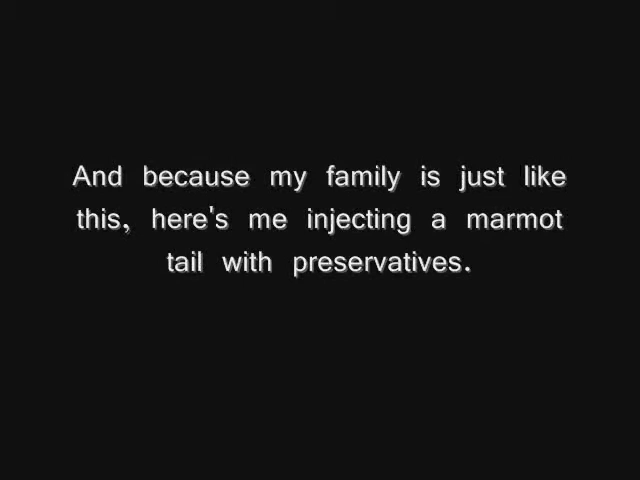 And because my family is just like
this, here's me injecting a marmot
tail with preservatives.